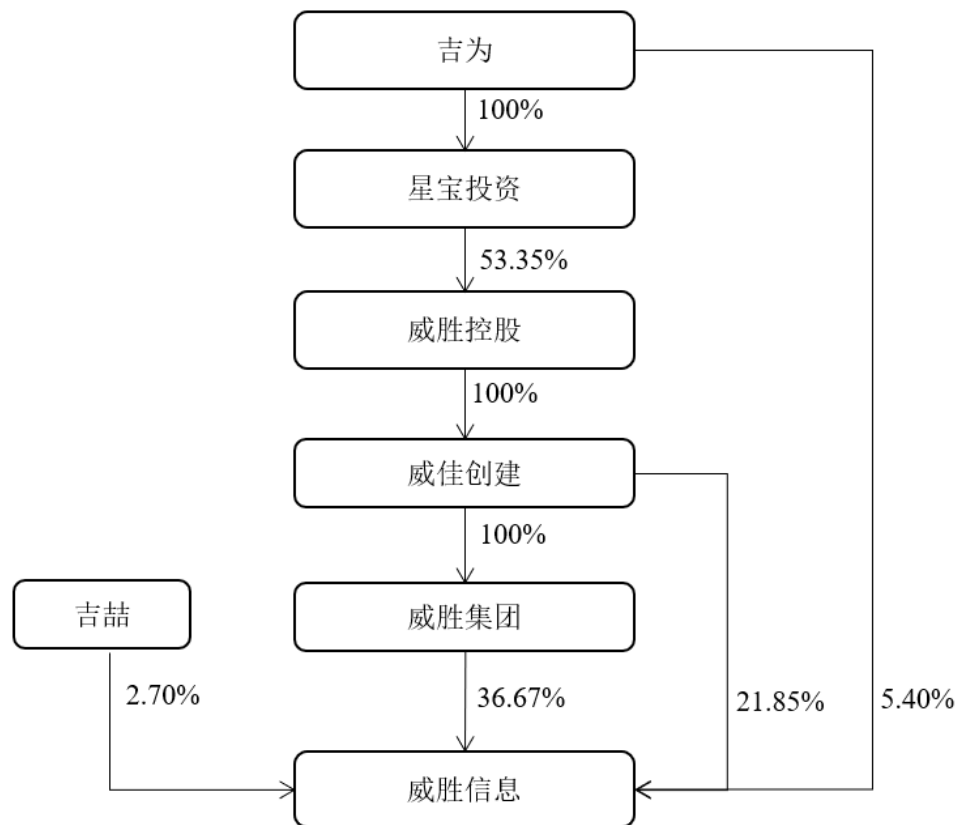 吉为
100%
星宝投资
53.35%
威胜控股
100%
威佳创建
100%
吉喆
威胜集团
2.70%
36.67%
21.85%
5.40%
威胜信息